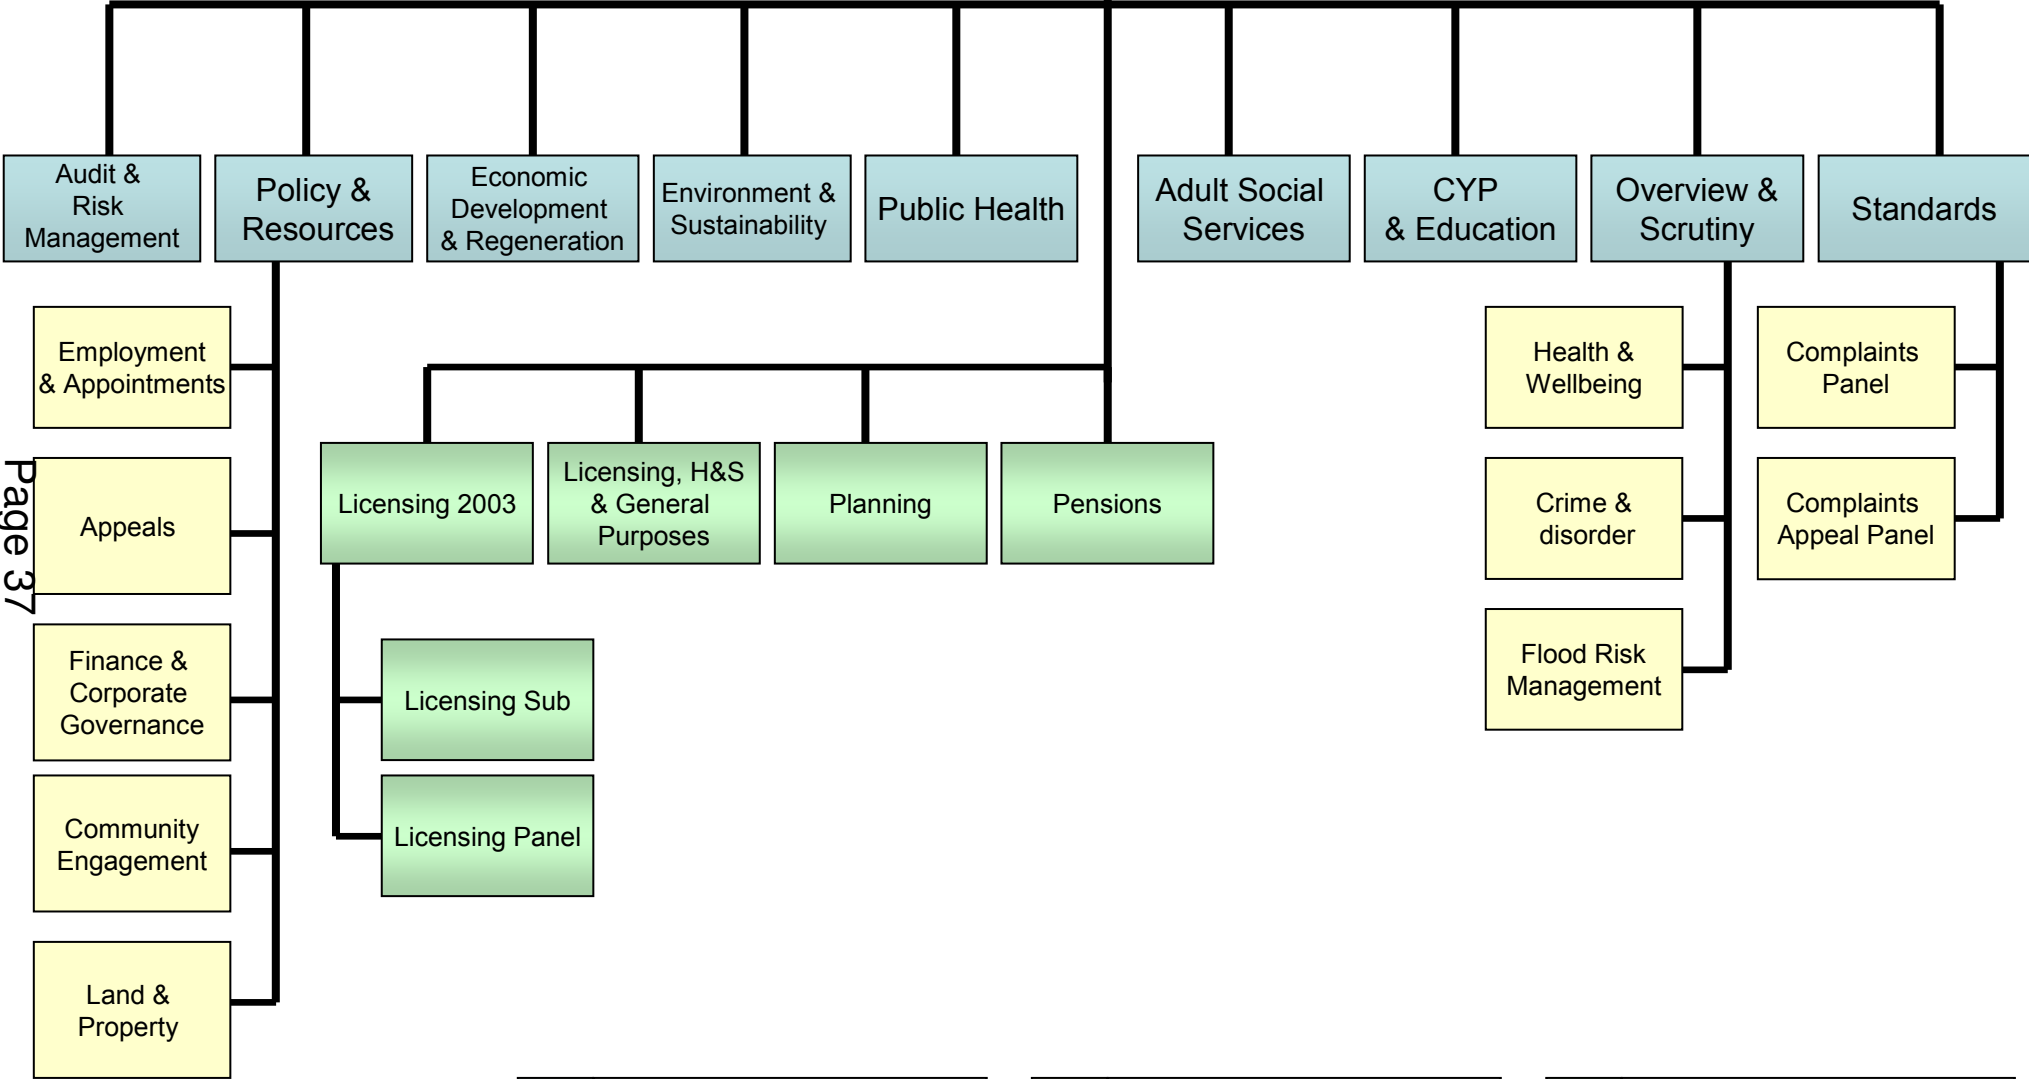 Audit &
Risk
Management
Policy &
Resources
Economic
Development
& Regeneration
Environment &
Sustainability
Public Health
Adult Social
Services
CYP
& Education
Overview &
Scrutiny
Standards
Employment
& Appointments
Appeals
Finance &
Corporate
Governance
Community
Engagement
Land &
Property
Licensing 2003
Licensing, H&S
& General
Purposes
Planning
Pensions
Licensing Sub
Licensing Panel
Health &
Wellbeing
Crime &
disorder
Flood Risk
Management
Complaints
Panel
Complaints
Appeal Panel
Page 37